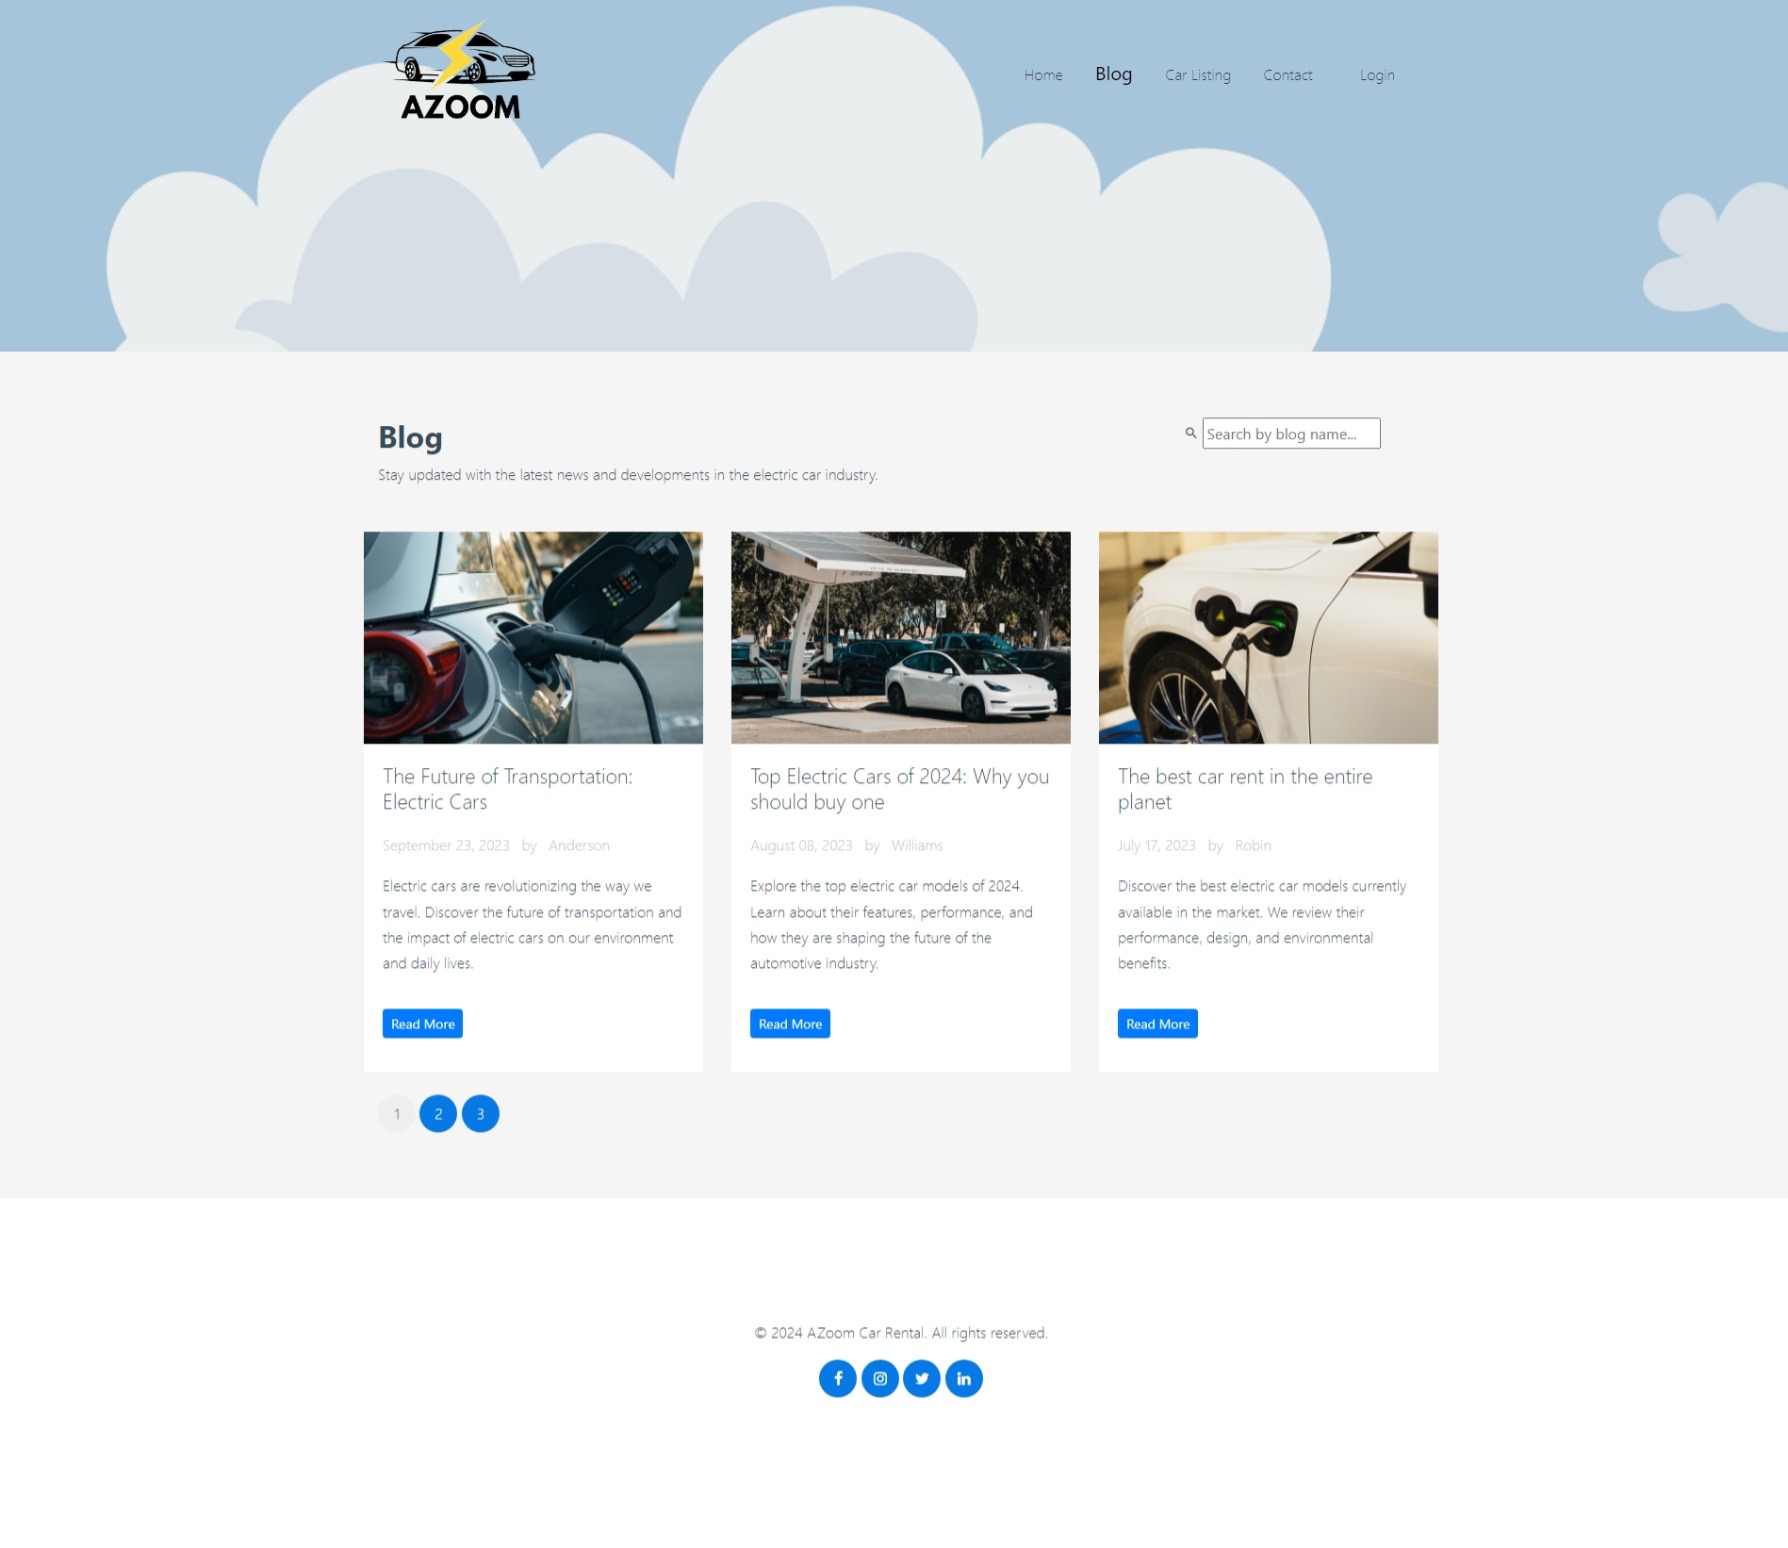 AZOOM
Home Blog Car Listing Contact Login
Blog
Search by blog name...
Stay updated with the latest news and developments in the electric car industry.
The Future of Transportation:
Electric Cars
September 23, 2023 by Anderson
Electric cars are revolutionizing the way we
travel. Discover the future of transportation and
the impact of electric cars on our environment
and daily lives.
Read More
Top Electric Cars of 2024: Why you
should buy one
August 08, 2023 by Williams
Explore the top electric car models of 2024.
Learn about their features, performance, and
how they are shaping the future of the
automotive industry.
Read More
The best car rent in the entire
planet
July 17, 2023 by Robin
Discover the best electric car models currently
available in the market. We review their
performance, design, and environmental
benefits.
Read More
1 2 3
© 2024 AZoom Car Rental. All rights reserved.